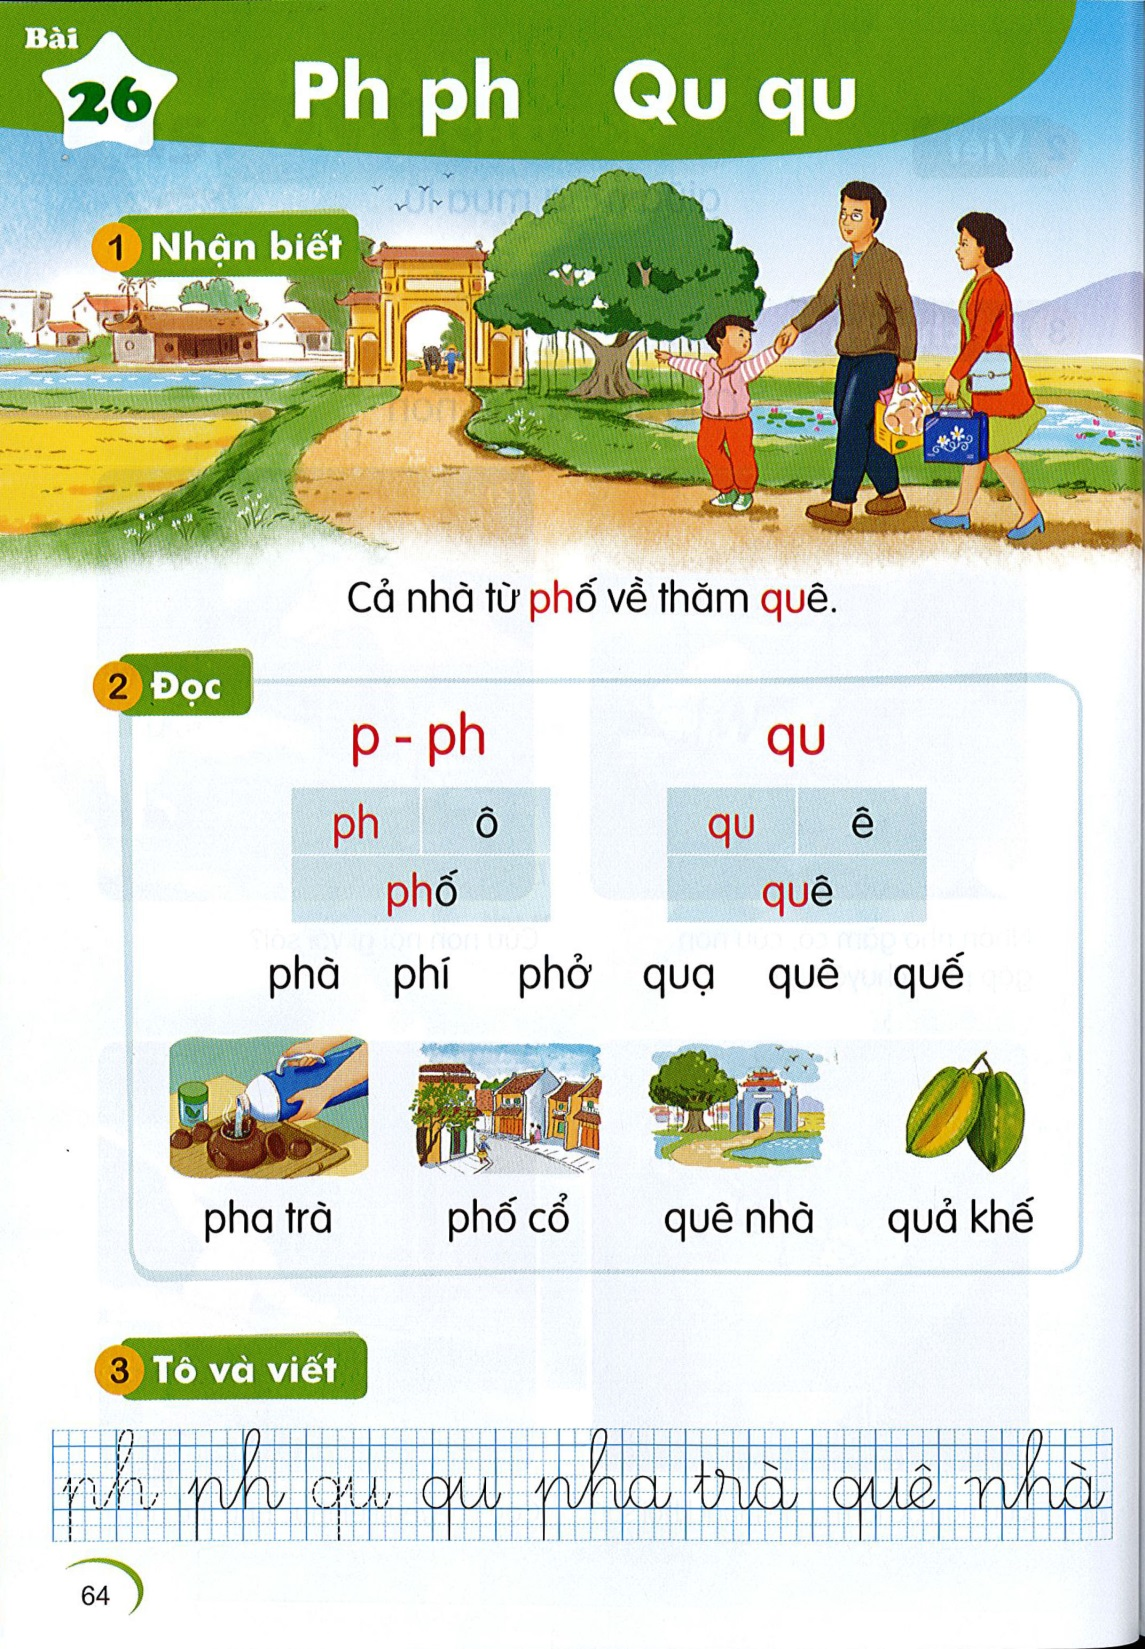 Bài
26
Ph ph Qu qu
1 Nhận biết
Cả nhà từ phố về thăm quê.
2 Đọc
p - ph qu
ph ô qu ê
phố quê
phà phí phở quạ quê quế
pha trà phố cổ quê nhà quả khế
3 Tô và viết
ph ph qu qu pha trà quê nhà
64